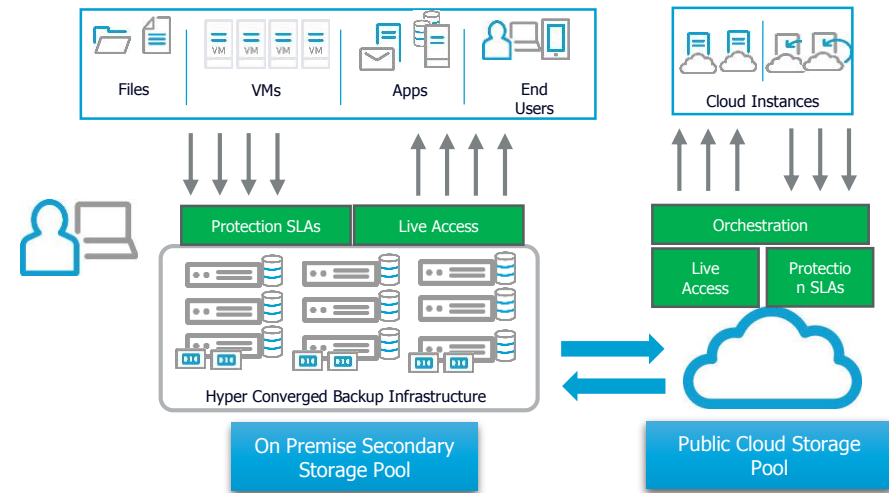 VM VM VM VM
Files
VMs
Apps
End
Users
Cloud Instances
Protection SLAs
Live Access
Orchestration
Live
Access
Protectio
n SLAs
Hyper Converged Backup Infrastructure
On Premise Secondary
Storage Pool
Public Cloud Storage
Pool